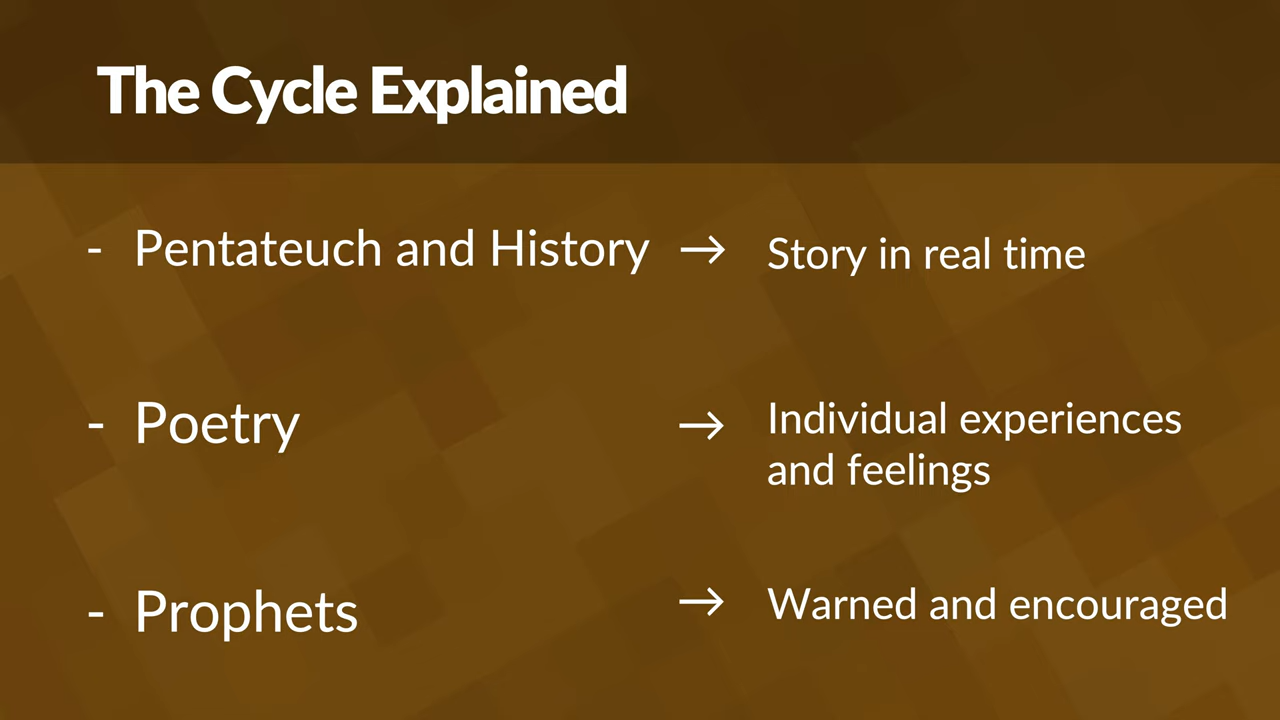 The Cycle Explained
- Pentateuch and History → Story in real time
- Poetry → Individual experiences
and feelings
- Prophets → Warned and encouraged